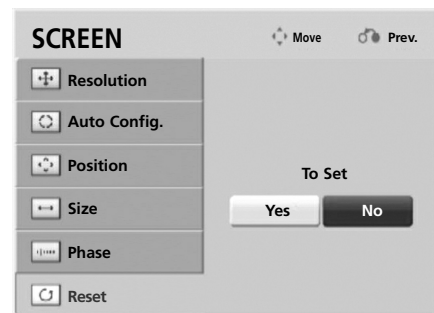 SCREEN Move Prev.
Resolution
Auto Config.
Position
Size
Phase
Reset
To Set
Yes No